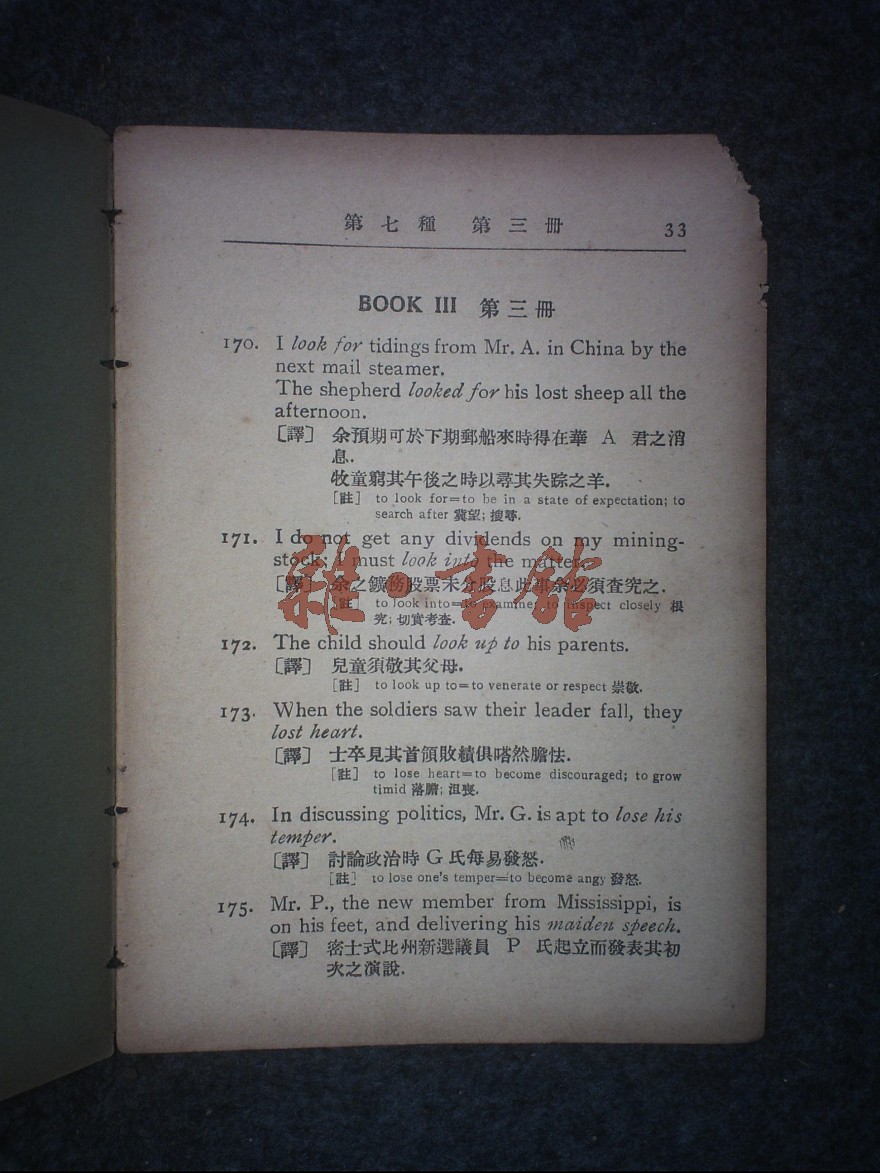 第七種 第三册 33
BOOK III 第三册
170. I look for tidings from Mr. A. in China by the
next mail steamer.
The shepherd looked for his lost sheep all the
afternoon.
〔譯〕 余預期可於下期郵船來時得在華 A 君之消
息.
牧童窮其午後之時以尋其失踪之羊.
[註] to look for=to be in a state of expectation; to
search after 冀望; 搜尋.
171. I do not get any dividends on my mining-
stock; I must look into the matter.
〔譯〕 余之鑛務股票未分股息此事余必須查究之.
[註] to look into=to examine; to inspect closely 根
究; 切實考查.
172. The child should look up to his parents.
〔譯〕 兒童須敬其父母.
[註] to look up to=to venerate or respect 崇敬.
173. When the soldiers saw their leader fall, they
lost heart.
〔譯〕 士卒見其首領敗績俱嗒然膽怯.
[註] to lose heart=to become discouraged; to grow
timid 落膽; 沮喪.
174. In discussing politics, Mr. G. is apt to lose his
temper.
〔譯〕 討論政治時 G 氏每易發怒.
[註] to lose one's temper=to become angy 發怒.
175. Mr. P., the new member from Mississippi, is
on his feet, and delivering his maiden speech.
〔譯〕 密士式比州新選議員 P 氏起立而發表其初
次之演說.
雜·書館